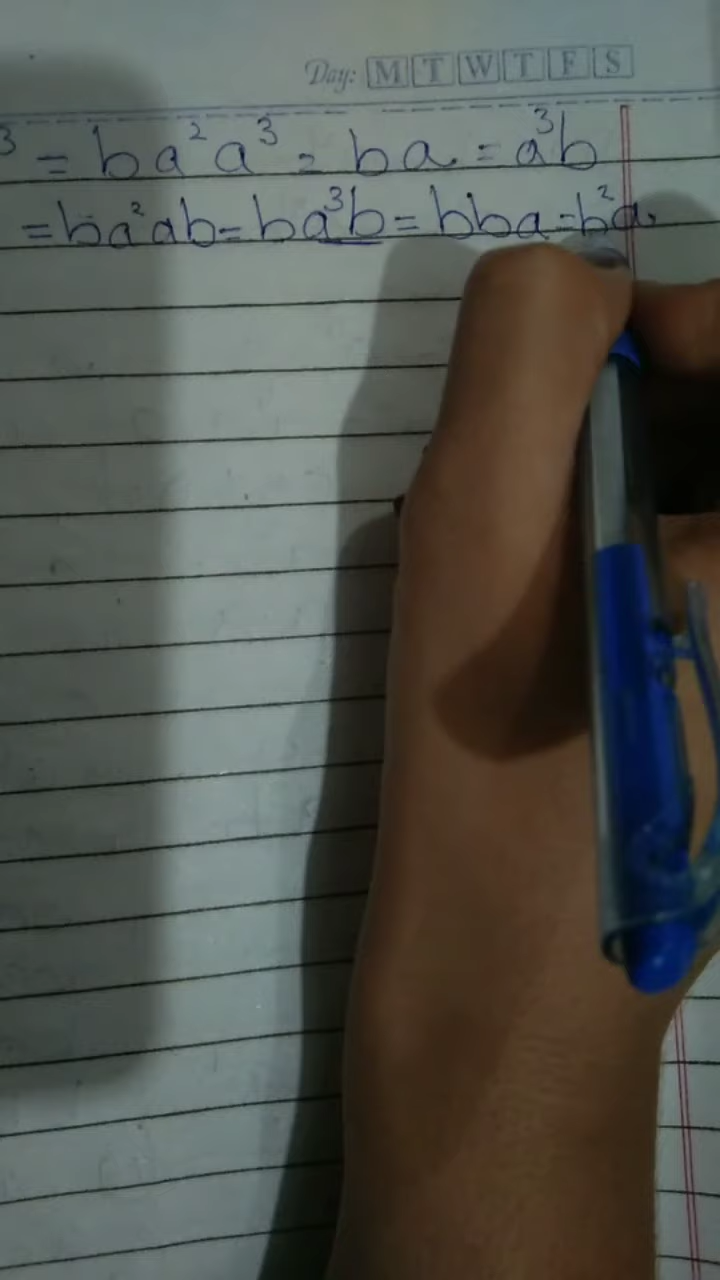 Day: M T W T F S
³ = ba²a³ = ba = a³b
= ba²ab = ba³b = bba = b²a.